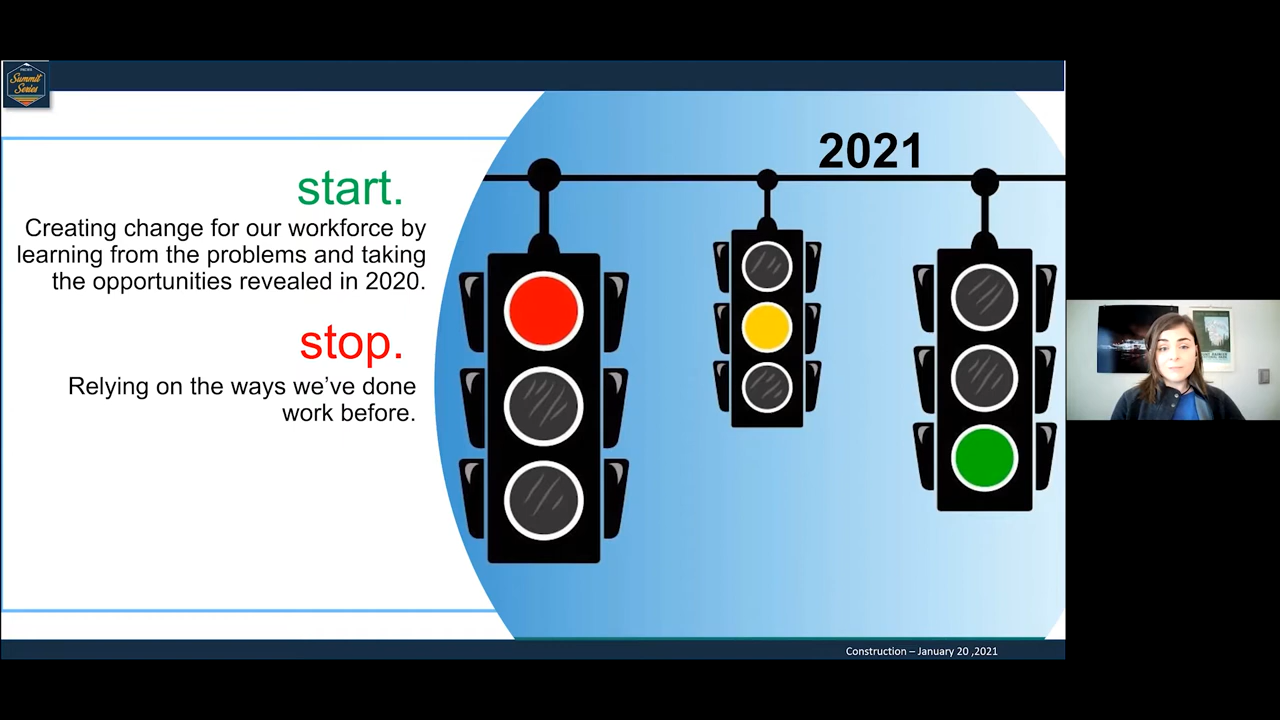 Summit
Series
2021
start.
Creating change for our workforce by
learning from the problems and taking
the opportunities revealed in 2020.
stop.
Relying on the ways we’ve done
work before.
Construction – January 20 ,2021